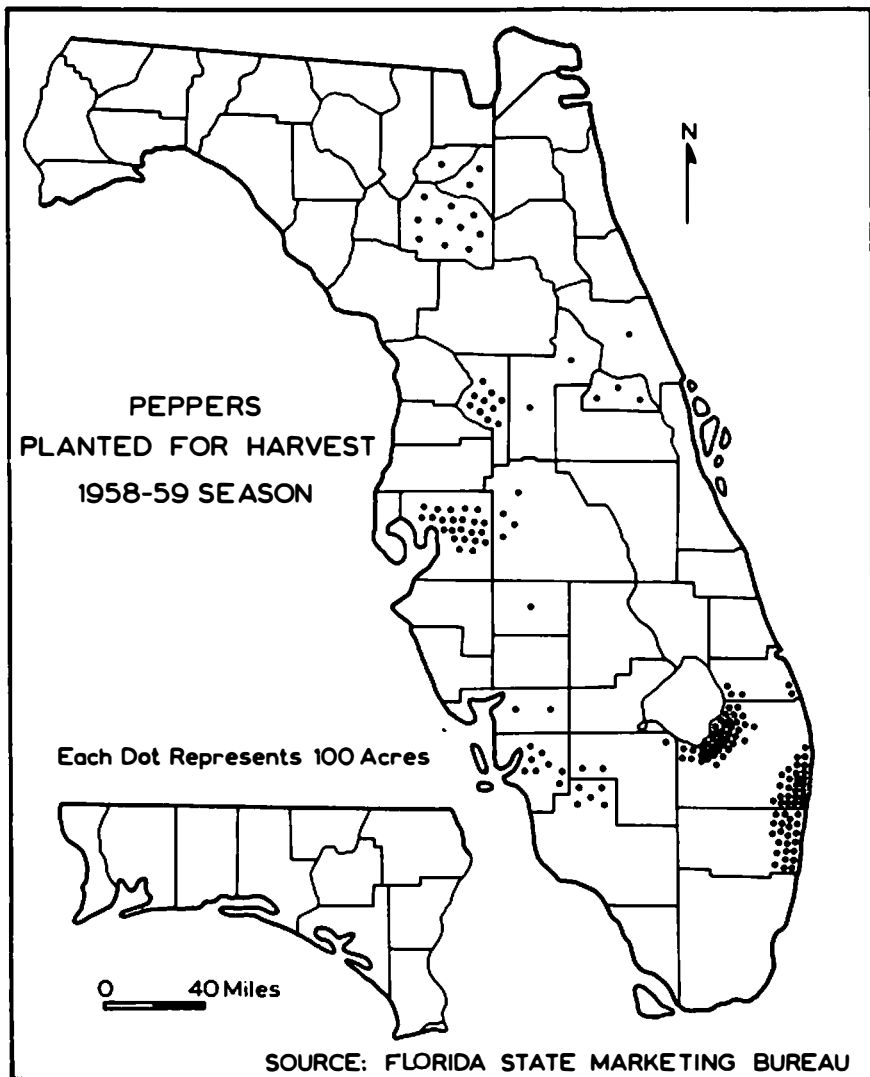 N
PEPPERS
PLANTED FOR HARVEST
1958-59 SEASON
Each Dot Represents 100 Acres
0 40 Miles
SOURCE: FLORIDA STATE MARKETING BUREAU